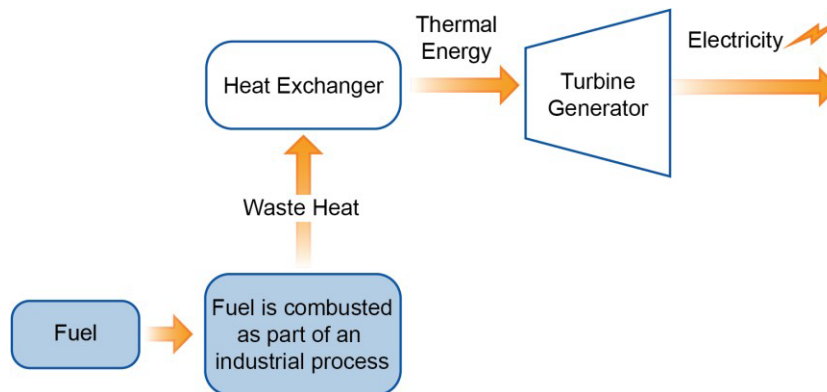 Thermal
Energy
Electricity
Heat Exchanger
Turbine
Generator
Waste Heat
Fuel
Fuel is combusted
as part of an
industrial process